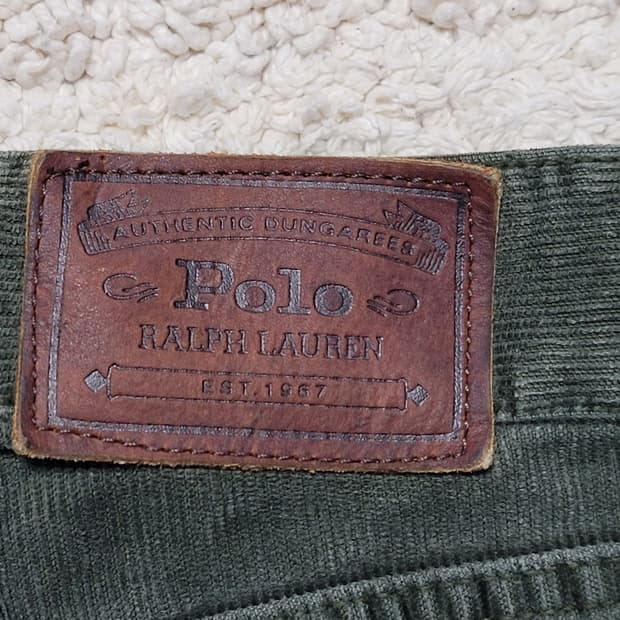 AUTHENTIC DUNGAREES
Polo
RALPH LAUREN
EST. 1967